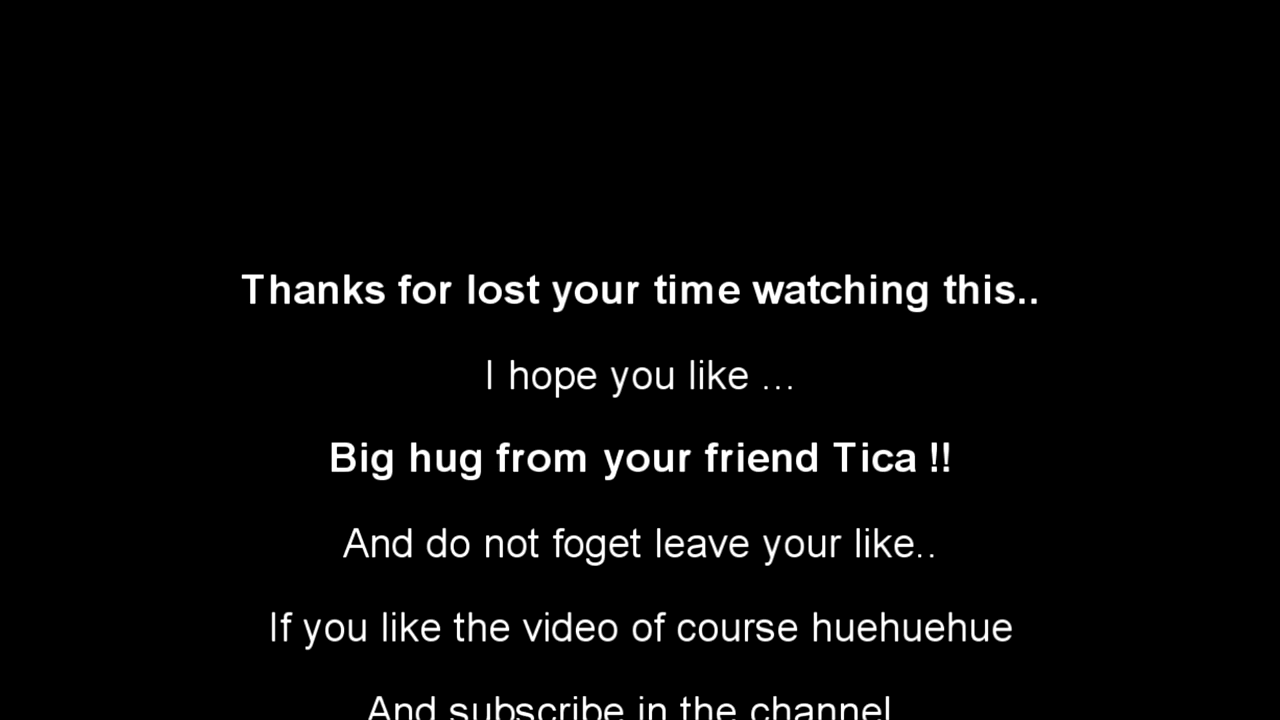 Thanks for lost your time watching this..
I hope you like ...
Big hug from your friend Tica !!
And do not foget leave your like..
If you like the video of course huehuehue
And subscribe in the channel